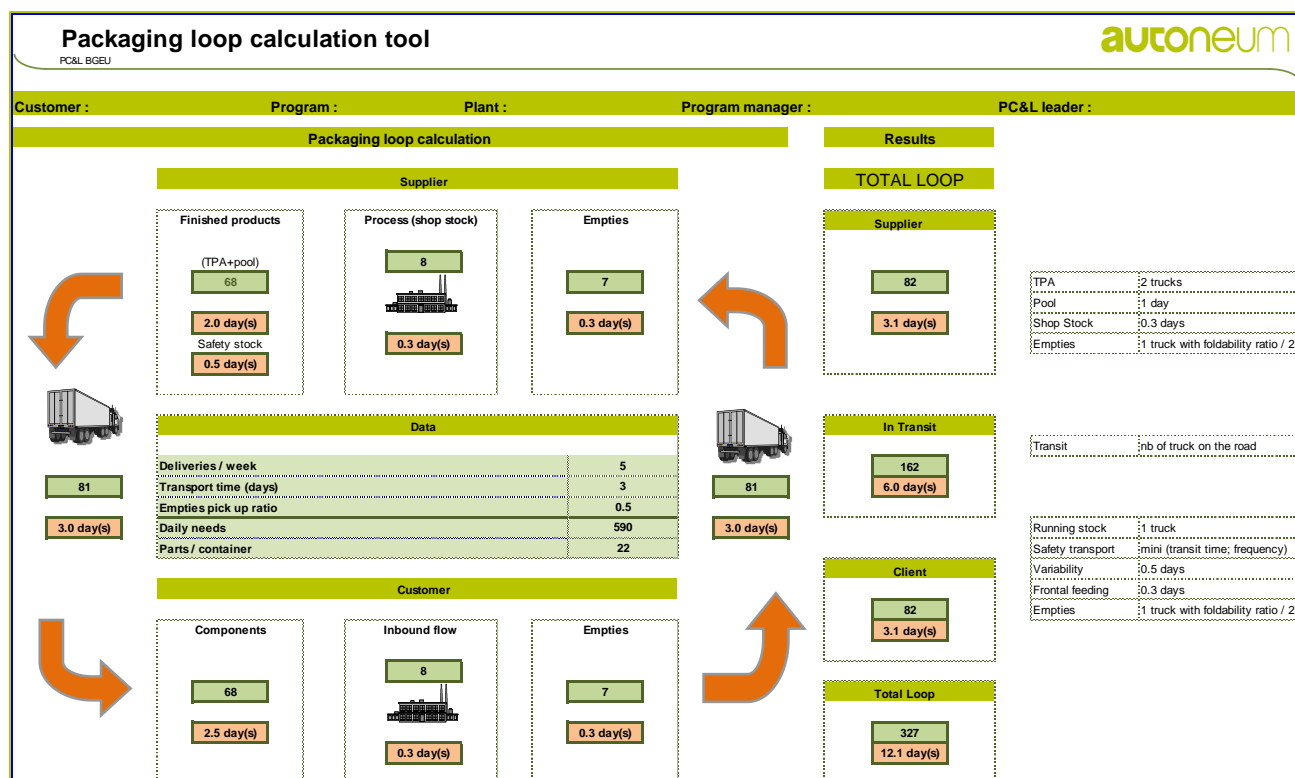 Packaging loop calculation tool
PC&L BGEU
autoneum
Customer : Program : Plant : Program manager : PC&L leader :
Packaging loop calculation Results
Supplier TOTAL LOOP
Finished products Process (shop stock) Empties Supplier
(TPA+pool)
68 8 7 82
2.0 day(s) 0.3 day(s) 0.3 day(s) 3.1 day(s)
Safety stock
0.5 day(s)
TPA 2 trucks
Pool 1 day
Shop Stock 0.3 days
Empties 1 truck with foldability ratio / 2
Data In Transit
Deliveries / week 5
Transport time (days) 3
Empties pick up ratio 0.5
Daily needs 590
Parts / container 22
81
3.0 day(s)
81
3.0 day(s)
162
6.0 day(s)
Transit nb of truck on the road
Running stock 1 truck
Safety transport mini (transit time; frequency)
Variability 0.5 days
Frontal feeding 0.3 days
Empties 1 truck with foldability ratio / 2
Customer Client
82
3.1 day(s)
Components Inbound flow Empties
68 8 7
2.5 day(s) 0.3 day(s) 0.3 day(s)
Total Loop
327
12.1 day(s)